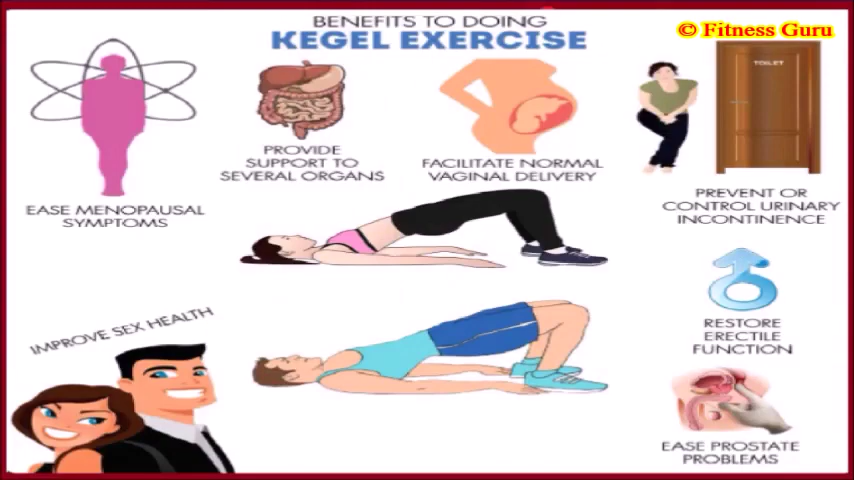 BENEFITS TO DOING
KEGEL EXERCISE
© Fitness Guru
TOILET
PROVIDE
SUPPORT TO
SEVERAL ORGANS
FACILITATE NORMAL
VAGINAL DELIVERY
EASE MENOPAUSAL
SYMPTOMS
PREVENT OR
CONTROL URINARY
INCONTINENCE
IMPROVE SEX HEALTH
RESTORE
ERECTILE
FUNCTION
EASE PROSTATE
PROBLEMS